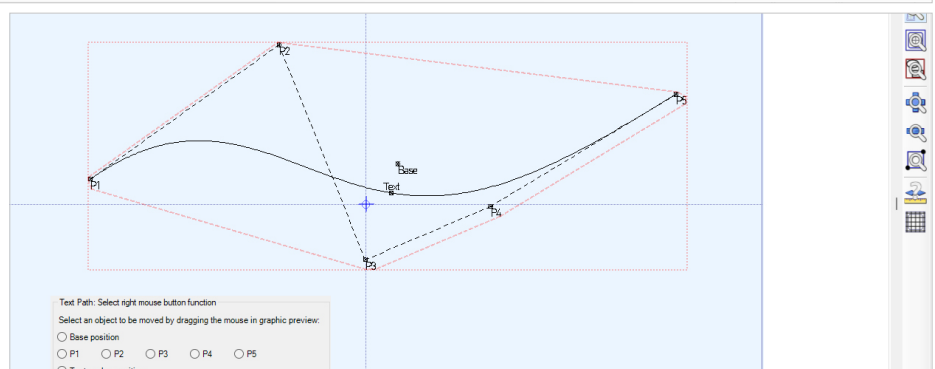 P2
P5
Base
P1
Text
P4
P3
Text Path: Select right mouse button function
Select an object to be moved by dragging the mouse in graphic preview:
Base position
P1 P2 P3 P4 P5